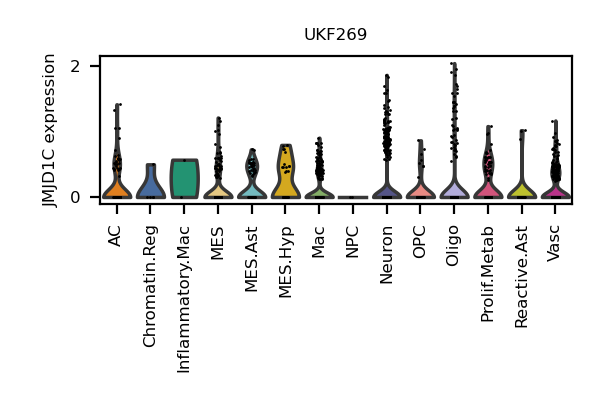 UKF269
JMJD1C expression
2
0
AC
Chromatin.Reg
Inflammatory.Mac
MES
MES.Ast
MES.Hyp
Mac
NPC
Neuron
OPC
Oligo
Prolif.Metab
Reactive.Ast
Vasc